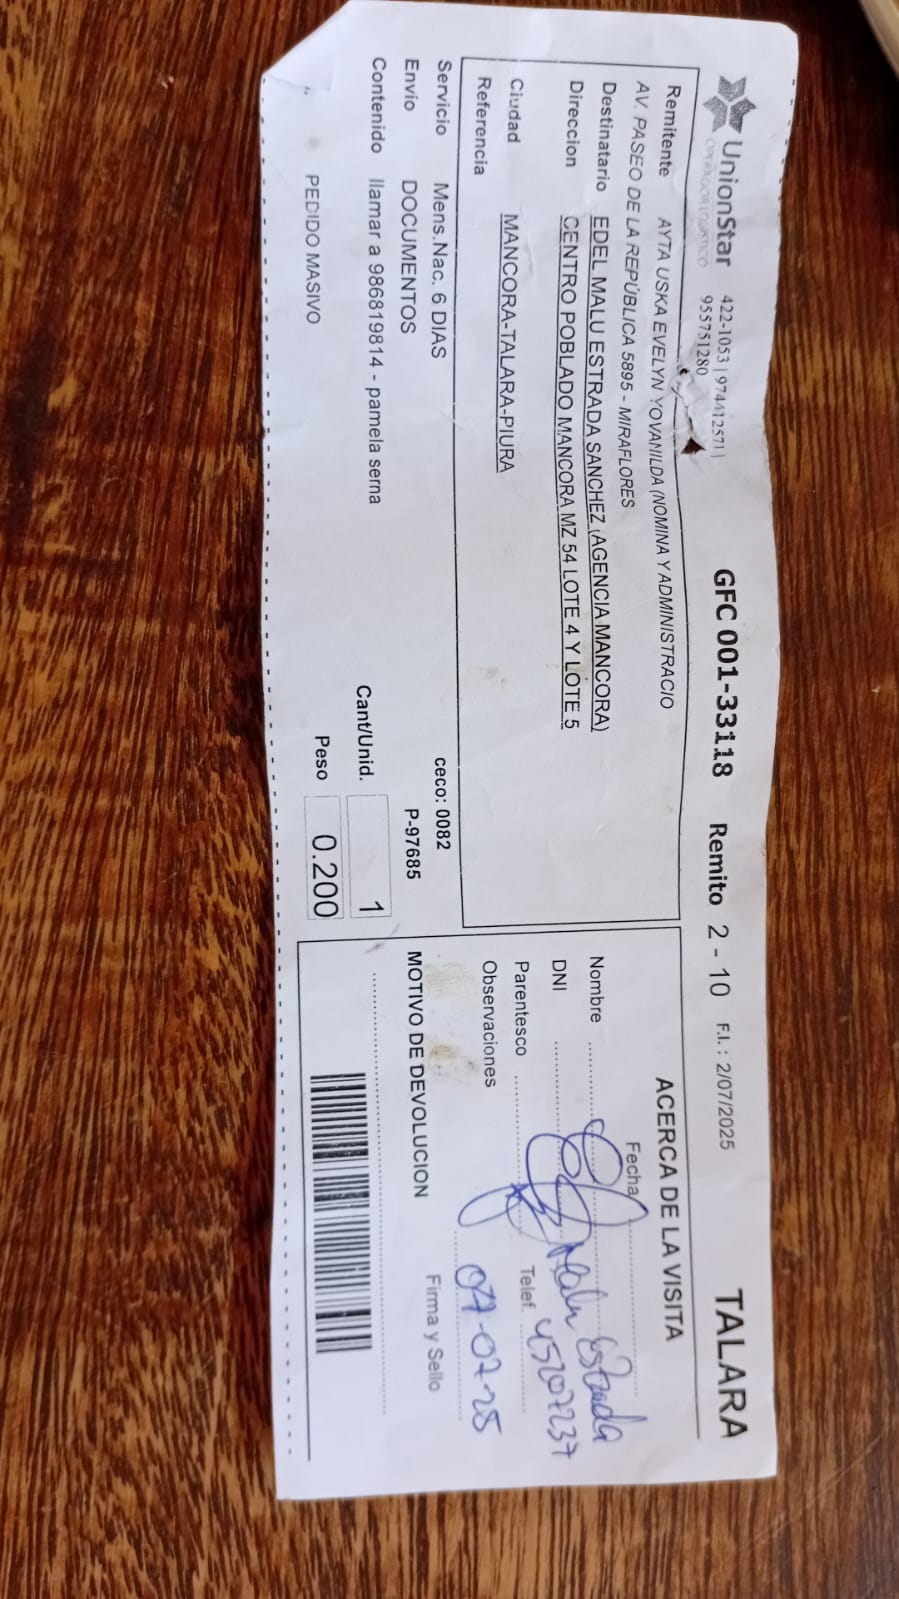 UnionStar
OPERADOR LOGISTICO
422-1053 | 974412571 |
955751280
GFC 001-33118 Remito 2 - 10 F.I. : 2/07/2025 TALARA
Remitente AYTA USKA EVELYN YOVANILDA (NOMINA Y ADMINISTRACIO
AV. PASEO DE LA REPÚBLICA 5895 - MIRAFLORES
Destinatario EDEL MALU ESTRADA SANCHEZ (AGENCIA MANCORA)
Direccion CENTRO POBLADO MANCORA MZ 54 LOTE 4 Y LOTE 5
Ciudad MANCORA-TALARA-PIURA
Referencia
Servicio Mens.Nac. 6 DIAS ceco: 0082
Envio DOCUMENTOS P-97685
Contenido llamar a 986819814 - pamela serna
Cant/Unid. 1
PEDIDO MASIVO
Peso 0.200
ACERCA DE LA VISITA
Fecha
Nombre Malu Estrada
DNI 45207237
Parentesco Telef.
Observaciones 07-07-25
MOTIVO DE DEVOLUCION Firma y Sello